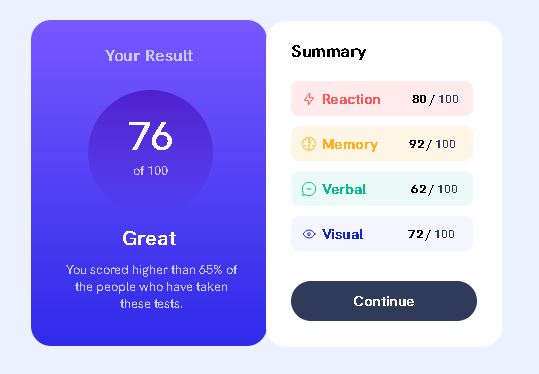 Your Result
76
of 100
Great
You scored higher than 65% of
the people who have taken
these tests.
Summary
Reaction 80 / 100
Memory 92 / 100
Verbal 62 / 100
Visual 72 / 100
Continue